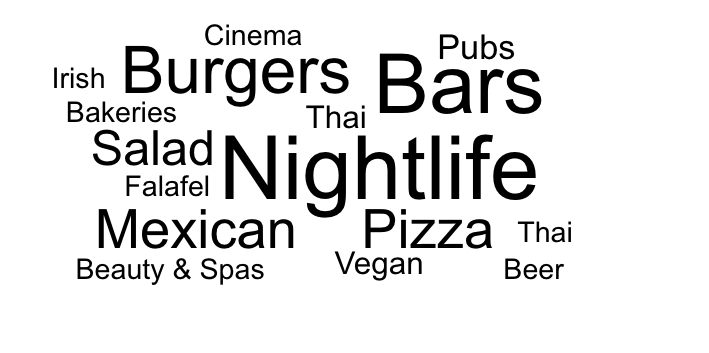 Cinema
Pubs
Irish Burgers Bars
Bakeries Thai
Salad Nightlife
Falafel
Mexican Pizza Thai
Beauty & Spas Vegan Beer